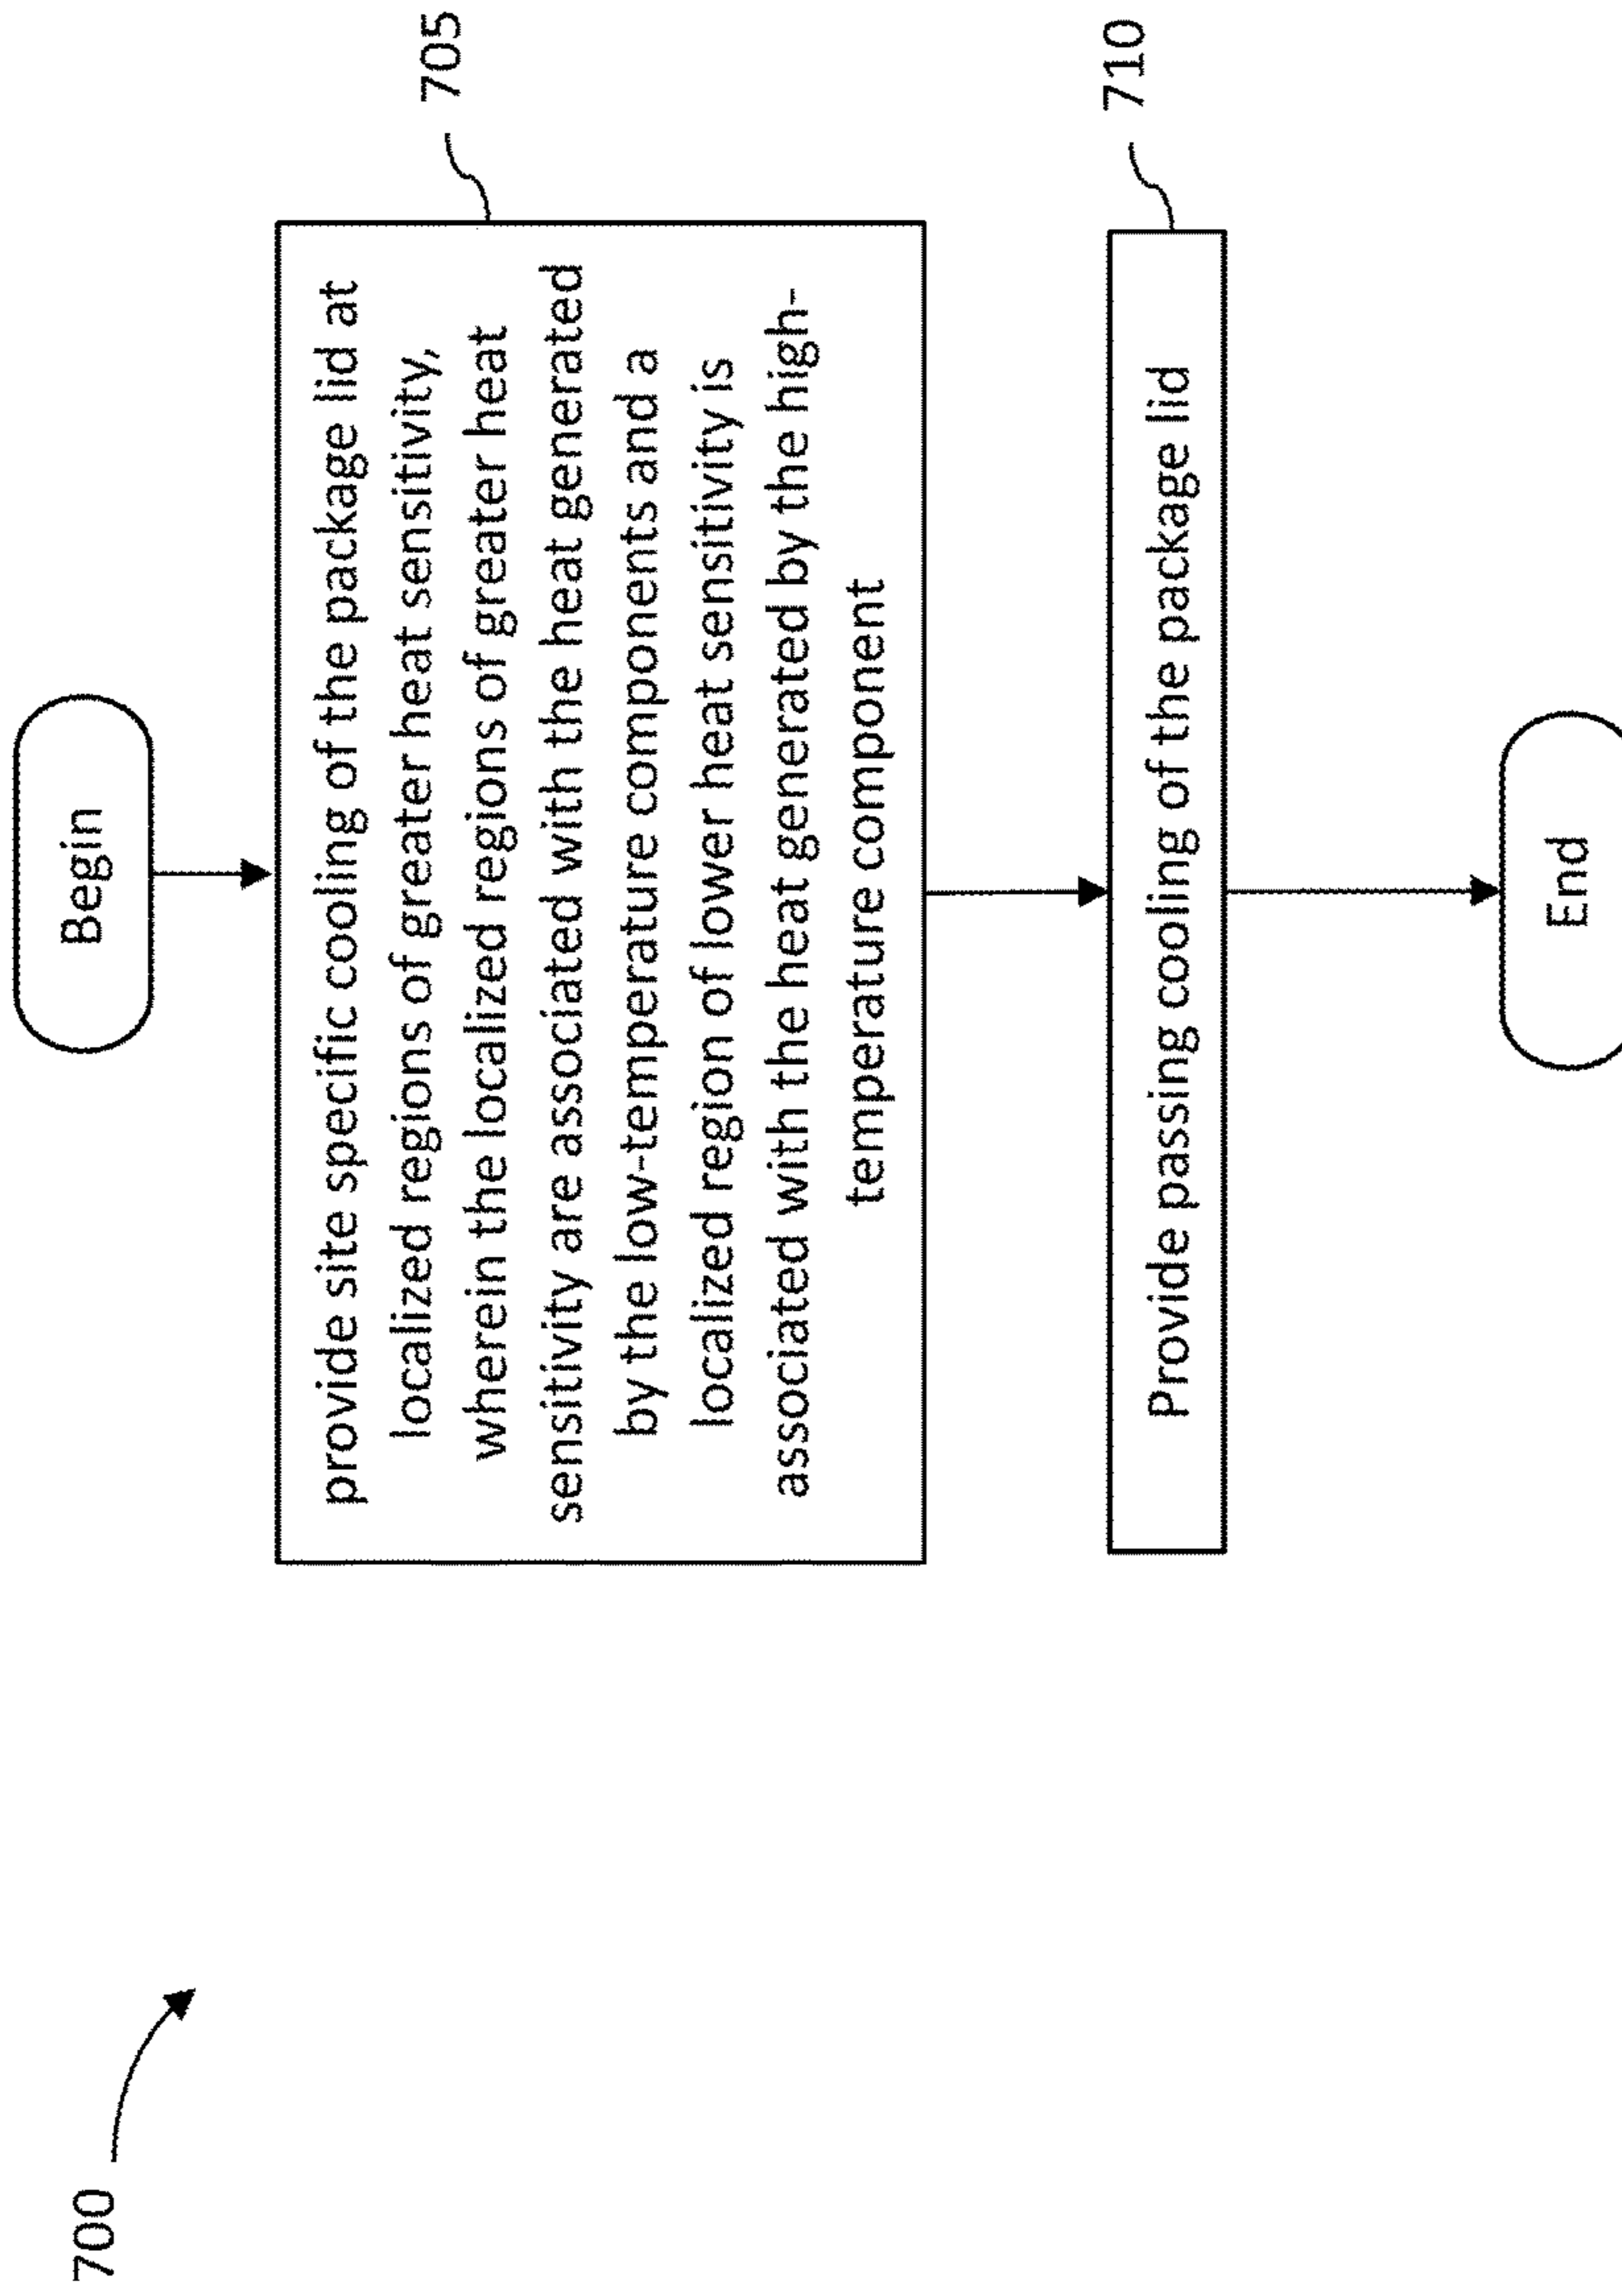 700
Begin
705
provide site specific cooling of the package lid at
localized regions of greater heat sensitivity,
wherein the localized regions of greater heat
sensitivity are associated with the heat generated
by the low-temperature components and a
localized region of lower heat sensitivity is
associated with the heat generated by the high-
temperature component
710
Provide passing cooling of the package lid
End